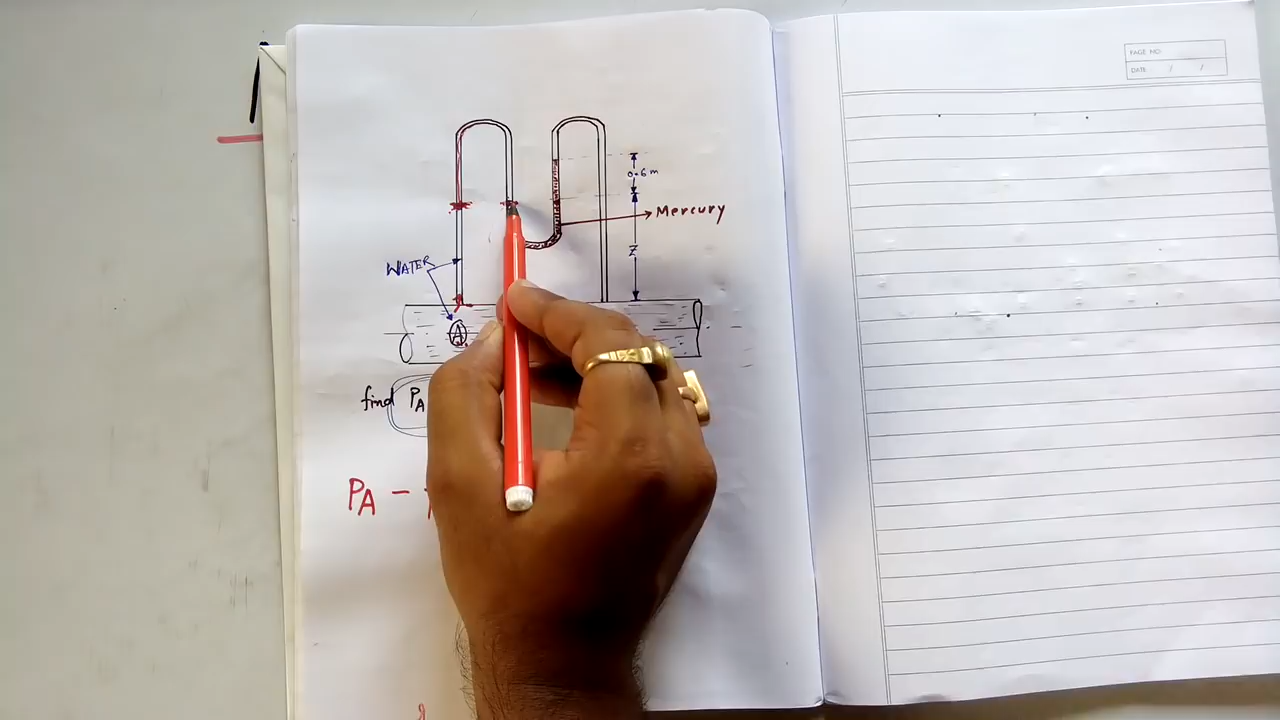 PAGE NO.
DATE / /
0.6 m
Mercury
Z
WATER
A
find PA
PA -